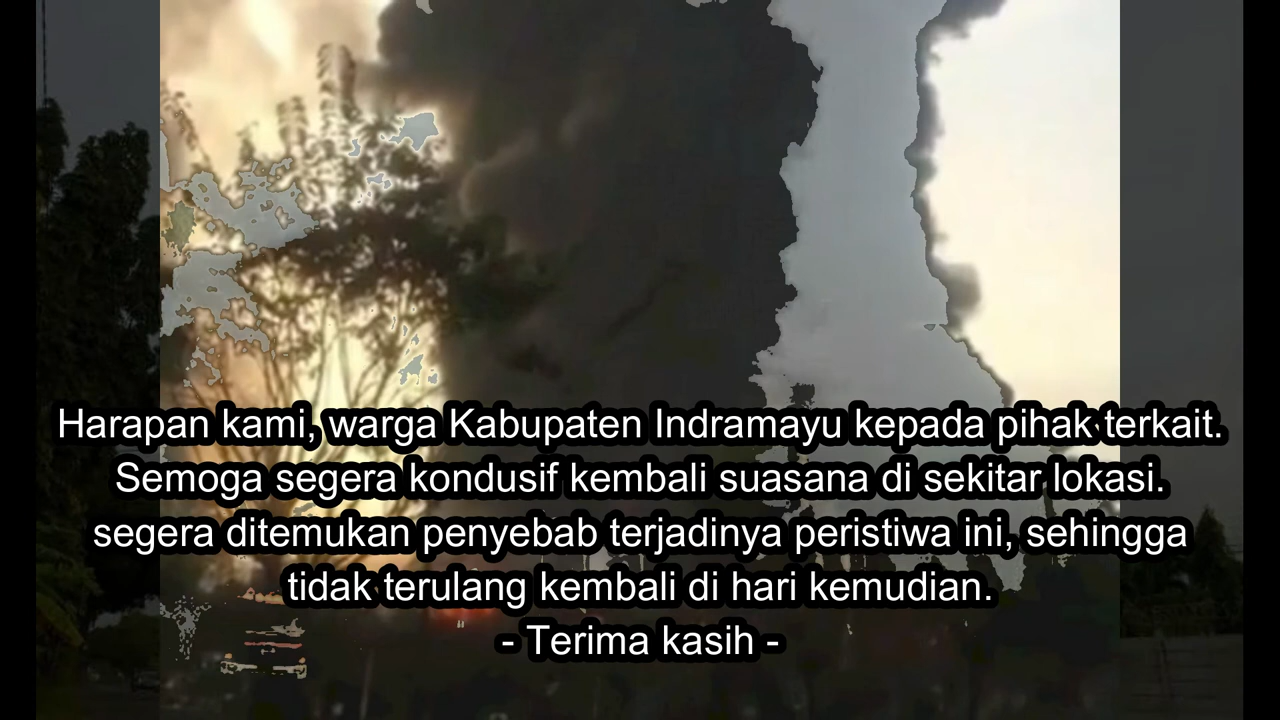 Harapan kami, warga Kabupaten Indramayu kepada pihak terkait.
Semoga segera kondusif kembali suasana di sekitar lokasi.
segera ditemukan penyebab terjadinya peristiwa ini, sehingga
tidak terulang kembali di hari kemudian.
- Terima kasih -